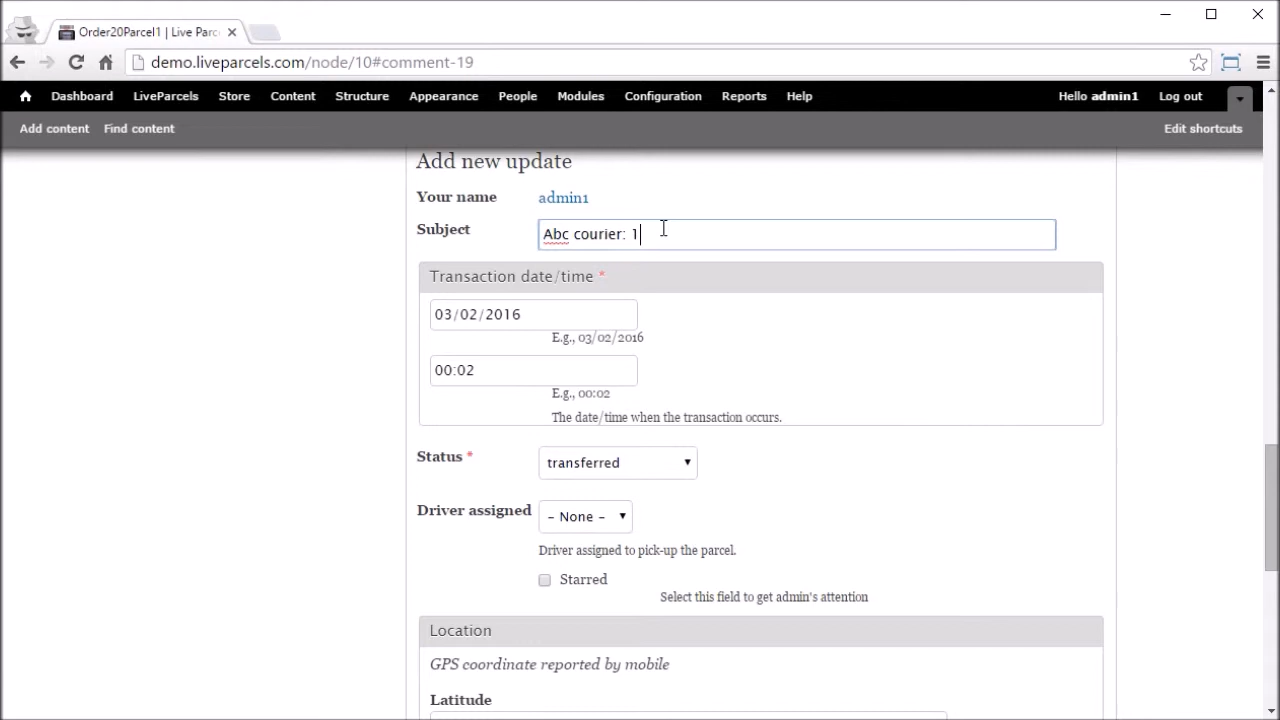 Order20Parcel1 | Live Parc
demo.liveparcels.com/node/10#comment-19
Dashboard LiveParcels Store Content Structure Appearance People Modules Configuration Reports Help Hello admin1 Log out
Add content Find content Edit shortcuts
Add new update
Your name admin1
Subject Abc courier: 1
Transaction date/time *
03/02/2016
E.g., 03/02/2016
00:02
E.g., 00:02
The date/time when the transaction occurs.
Status * transferred
Driver assigned - None -
Driver assigned to pick-up the parcel.
Starred
Select this field to get admin's attention
Location
GPS coordinate reported by mobile
Latitude